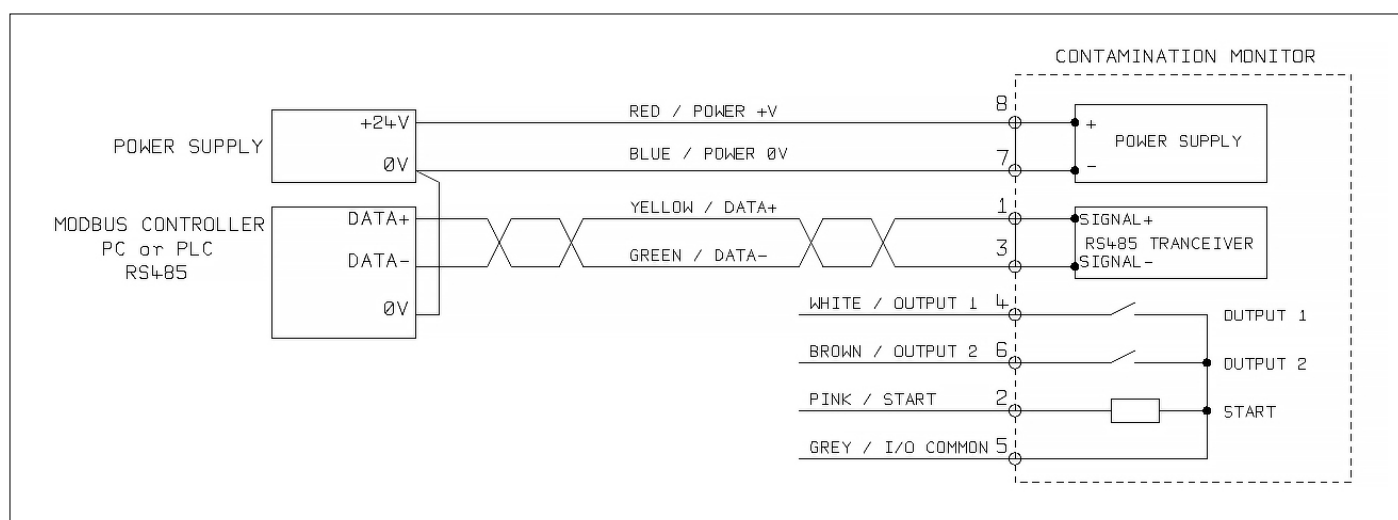 CONTAMINATION MONITOR
RED / POWER +V
8
+24V
+
POWER SUPPLY
POWER SUPPLY
BLUE / POWER 0V
7
0V
-
YELLOW / DATA+
1
MODBUS CONTROLLER
PC or PLC
RS485
DATA+
SIGNAL+
RS485 TRANCEIVER
GREEN / DATA-
3
DATA-
SIGNAL-
0V
WHITE / OUTPUT 1 4
OUTPUT 1
BROWN / OUTPUT 2 6
OUTPUT 2
PINK / START 2
START
GREY / I/O COMMON 5